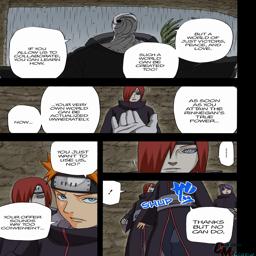 BUT A
WORLD OF
JUST VICTORS,
PEACE, AND
LOVE.
SUCH A
WORLD
CAN BE
CREATED
TOO!
IF YOU
ALLOW US TO
COLLABORATE,
YOU CAN LEARN
HOW.
AS SOON
AS YOU
ATTAIN THE
RINNEGAN'S
TRUE
POWER...
YOUR VERY
OWN WORLD
CAN BE
ACTUALIZED
IMMEDIATELY.
NOW...
YOU JUST
WANT TO
USE US,
NO?
YOUR OFFER
SOUNDS
WAY TOO
CONVENIENT...
SHUP
THANKS
BUT NO
CAN DO.